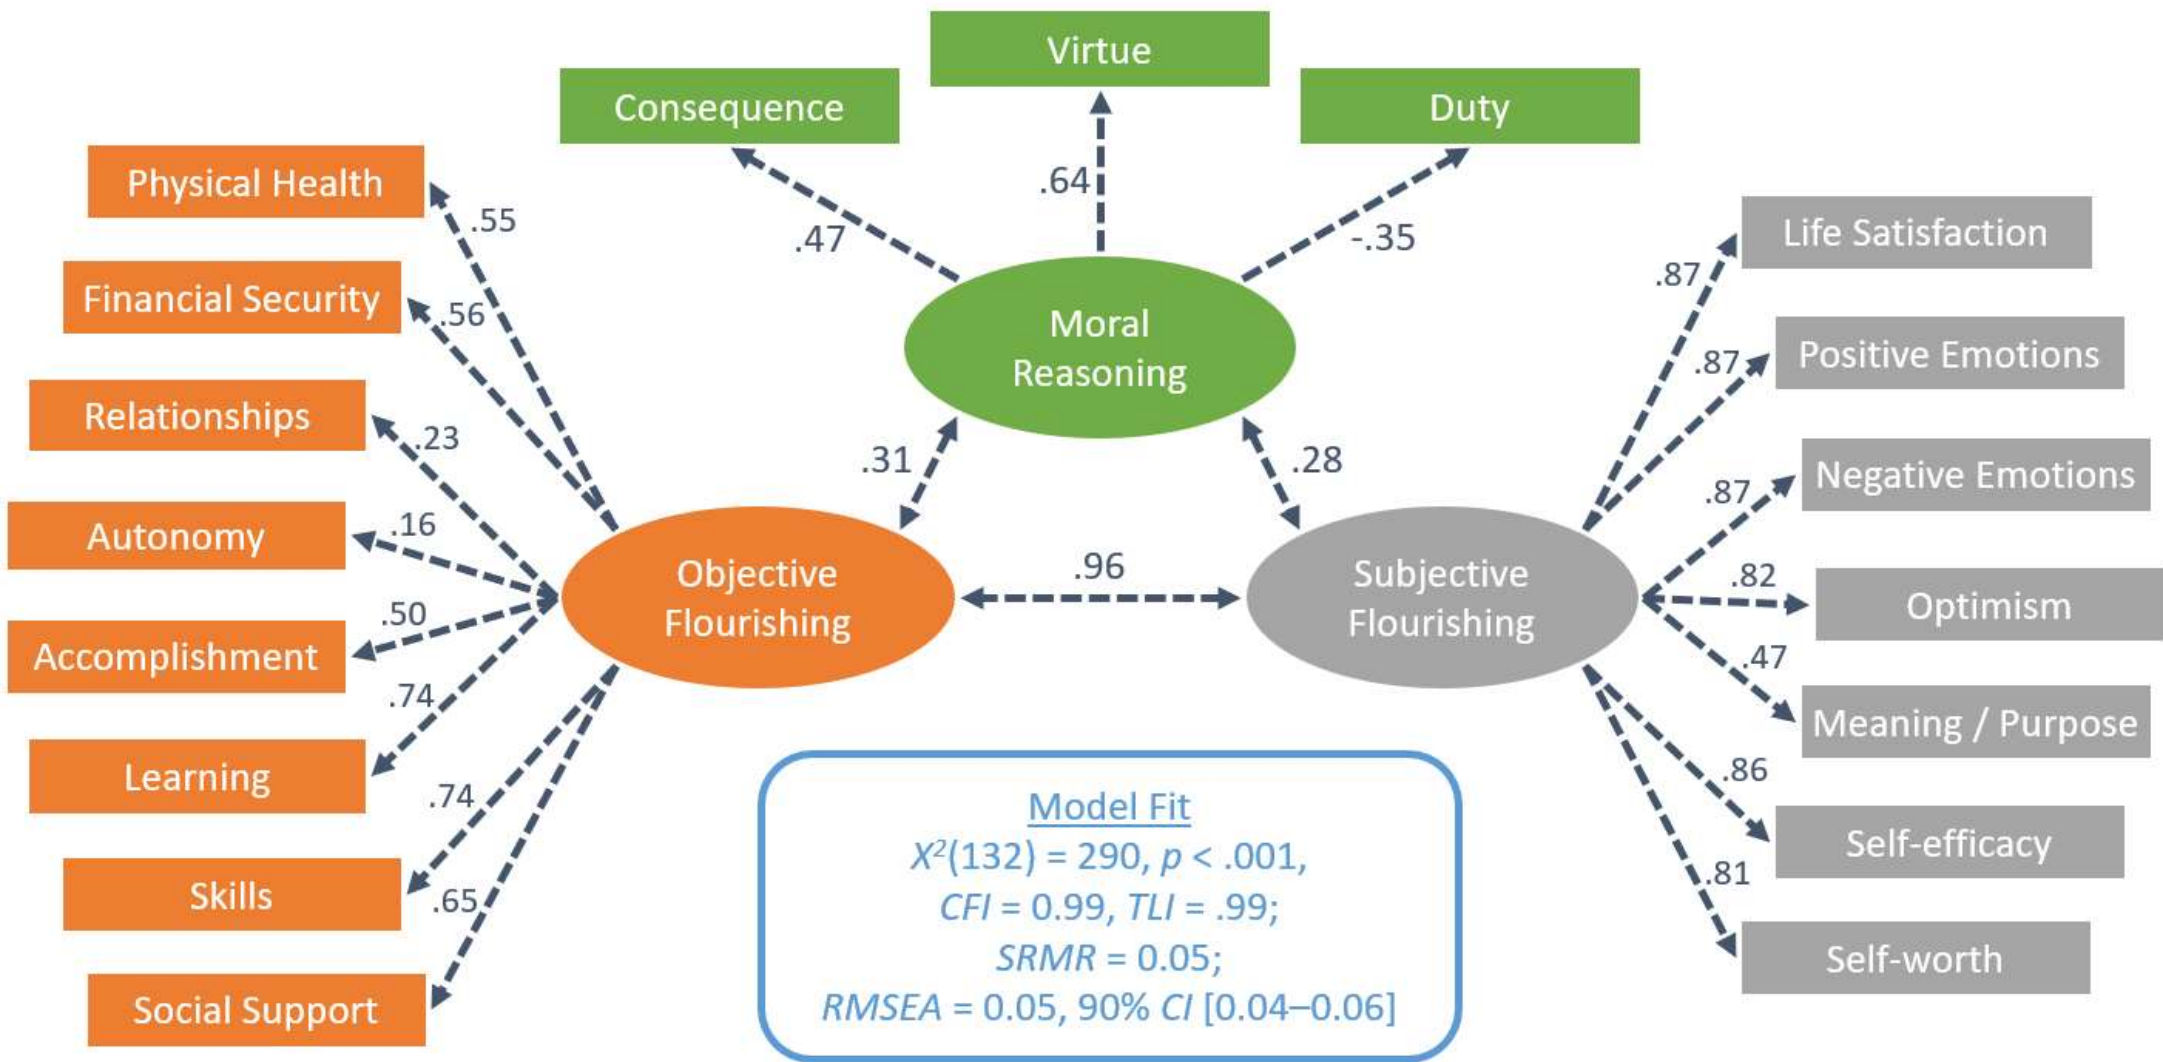 Virtue
Consequence
Duty
.47
.64
-.35
Moral
Reasoning
Physical Health
.55
Financial Security
.56
Relationships
.23
Autonomy
.16
Accomplishment
.50
Learning
.74
Skills
.74
Social Support
.65
Objective
Flourishing
.31
.28
.96
Subjective
Flourishing
.87
Life Satisfaction
.87
Positive Emotions
.87
Negative Emotions
.82
Optimism
.47
Meaning / Purpose
.86
Self-efficacy
.81
Self-worth
Model Fit
X²(132) = 290, p < .001,
CFI = 0.99, TLI = .99;
SRMR = 0.05;
RMSEA = 0.05, 90% CI [0.04–0.06]